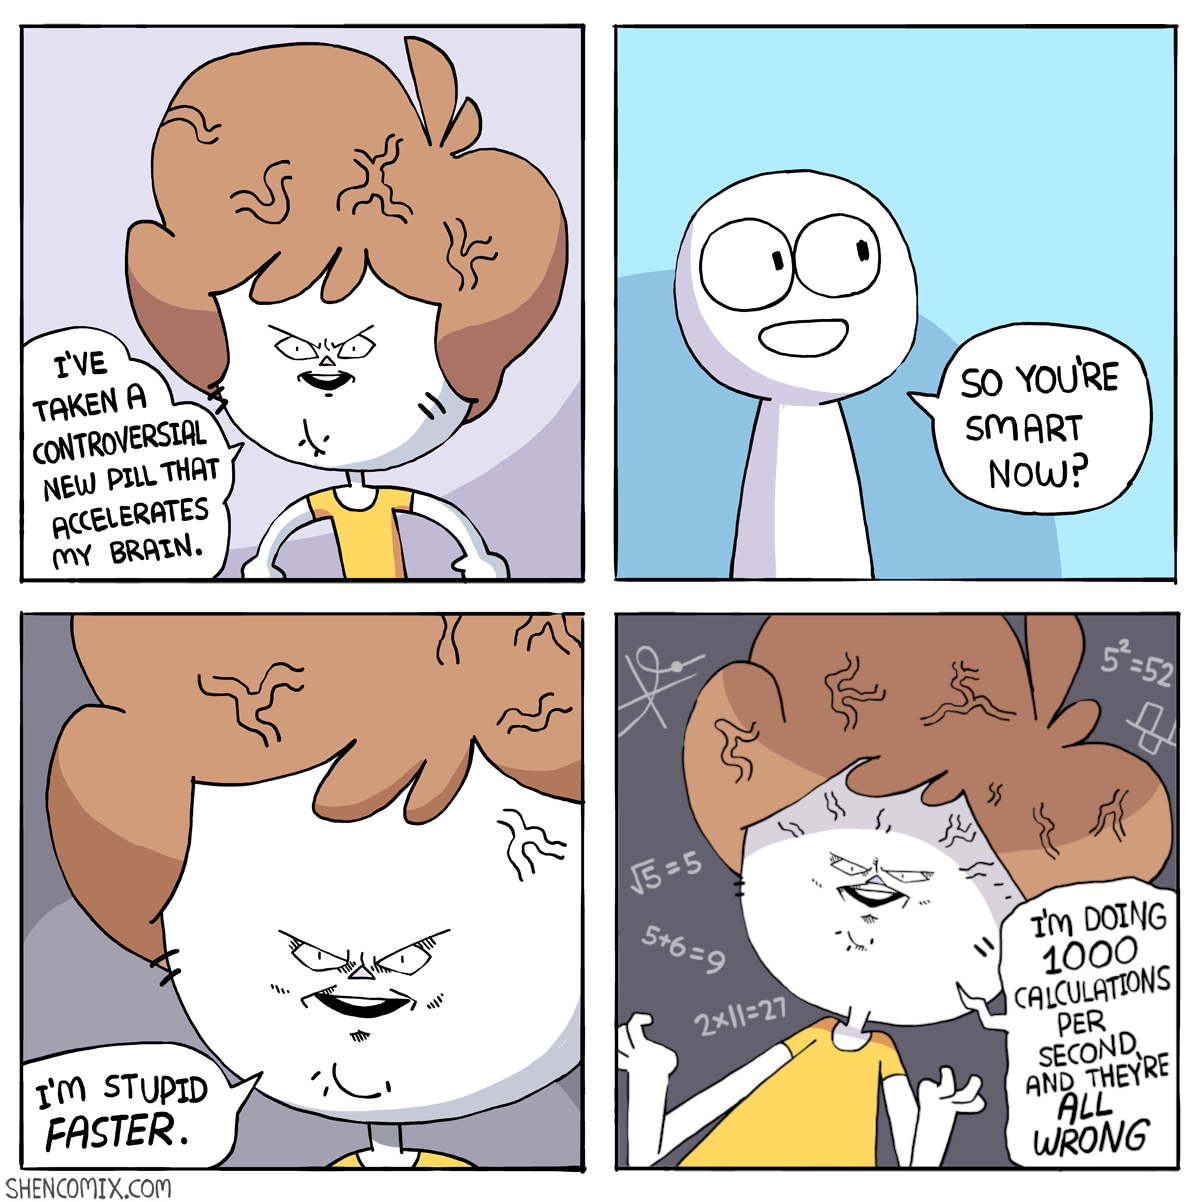 I'VE
TAKEN A
CONTROVERSIAL
NEW PILL THAT
ACCELERATES
MY BRAIN.
SO YOU'RE
SMART
NOW?
I'M STUPID
FASTER.
5²=52
√5=5
5+6=9
2×11=27
I'M DOING
1000
CALCULATIONS
PER
SECOND,
AND THEY'RE
ALL
WRONG
SHENCOMIX.COM